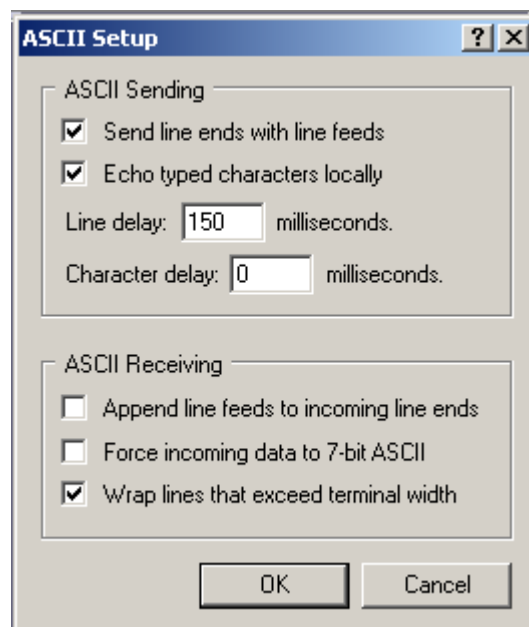 ASCII Setup
ASCII Sending
Send line ends with line feeds
Echo typed characters locally
Line delay: 150 milliseconds.
Character delay: 0 milliseconds.
ASCII Receiving
Append line feeds to incoming line ends
Force incoming data to 7-bit ASCII
Wrap lines that exceed terminal width
OK Cancel